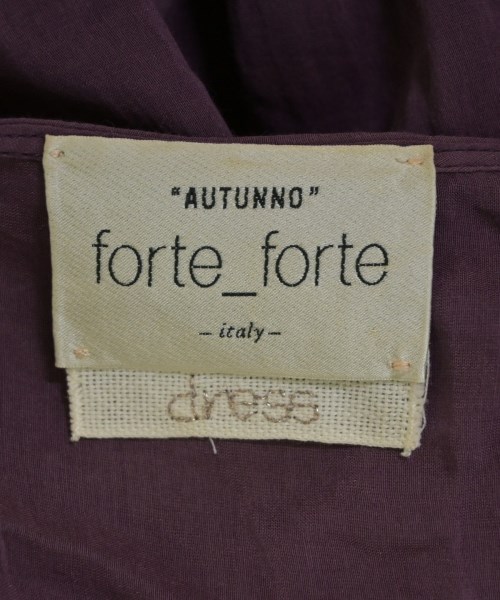 “AUTUNNO”
forte_forte
– italy –
dress